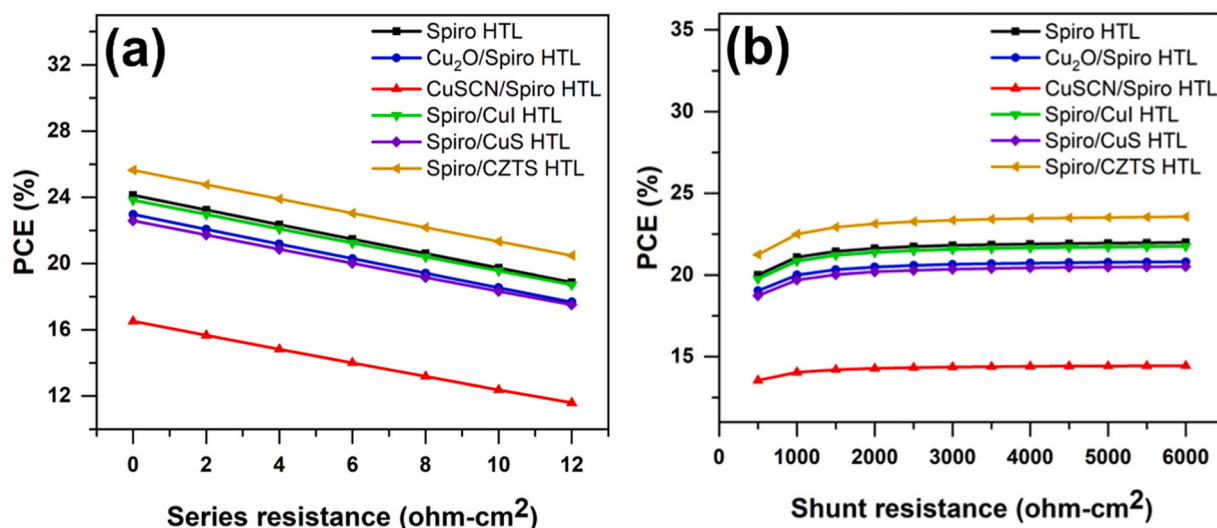 (a)
Spiro HTL
Cu₂O/Spiro HTL
CuSCN/Spiro HTL
Spiro/CuI HTL
Spiro/CuS HTL
Spiro/CZTS HTL
PCE (%)
32
28
24
20
16
12
0 2 4 6 8 10 12
Series resistance (ohm-cm²)
(b)
Spiro HTL
Cu₂O/Spiro HTL
CuSCN/Spiro HTL
Spiro/CuI HTL
Spiro/CuS HTL
Spiro/CZTS HTL
PCE (%)
35
30
25
20
15
0 1000 2000 3000 4000 5000 6000
Shunt resistance (ohm-cm²)